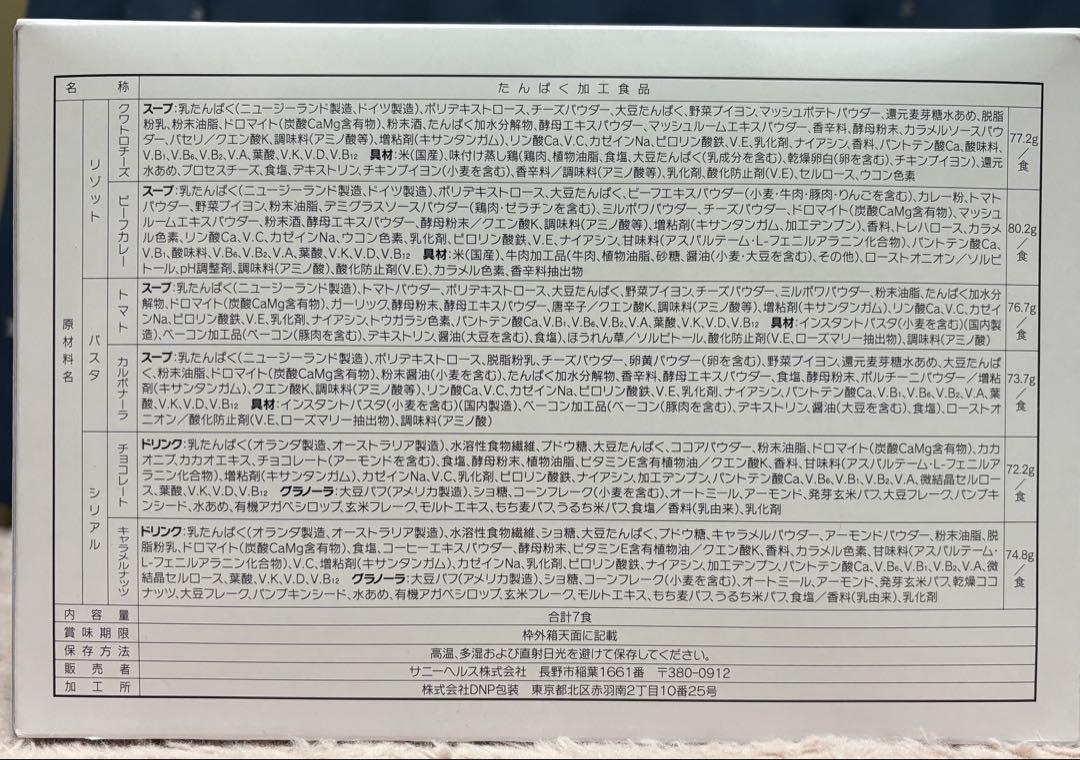 名称 たんぱく加工食品
原材料名
リゾット
クワトロチーズ
スープ:乳たんぱく(ニュージーランド製造、ドイツ製造)、ポリデキストロース、チーズパウダー、大豆たんぱく、野菜ブイヨン、マッシュポテトパウダー、還元麦芽糖水あめ、脱脂
粉乳、粉末油脂、ドロマイト(炭酸CaMg含有物)、粉末酒、たんぱく加水分解物、酵母エキスパウダー、マッシュルームエキスパウダー、香辛料、酵母粉末、カラメルソースパウ
ダー、パセリ/クエン酸K、調味料(アミノ酸等)、増粘剤(キサンタンガム)、リン酸Ca、V.C、カゼインNa、ピロリン酸鉄、V.E、乳化剤、ナイアシン、香料、パントテン酸Ca、酸味料、
V.B₁、V.B₆、V.B₂、V.A、葉酸、V.K、V.D、V.B₁₂ 具材:米(国産)、味付け蒸し鶏(鶏肉、植物油脂、食塩、大豆たんぱく(乳成分を含む)、乾燥卵白(卵を含む)、チキンブイヨン)、還元
水あめ、プロセスチーズ、食塩、デキストリン、チキンブイヨン(小麦を含む)、香辛料/調味料(アミノ酸等)、乳化剤、酸化防止剤(V.E)、セルロース、ウコン色素
77.2g/食
ビーフカレー
スープ:乳たんぱく(ニュージーランド製造、ドイツ製造)、ポリデキストロース、大豆たんぱく、ビーフエキスパウダー(小麦・牛肉・豚肉・りんごを含む)、カレー粉、トマト
パウダー、野菜ブイヨン、粉末油脂、デミグラスソースパウダー(鶏肉・ゼラチンを含む)、ミルポワパウダー、チーズパウダー、ドロマイト(炭酸CaMg含有物)、マッシュ
ルームエキスパウダー、粉末酒、酵母エキスパウダー、酵母粉末/クエン酸K、調味料(アミノ酸等)、増粘剤(キサンタンガム、加工デンプン)、香料、トレハロース、カラメ
ル色素、リン酸Ca、V.C、カゼインNa、ウコン色素、乳化剤、ピロリン酸鉄、V.E、ナイアシン、甘味料(アスパルテーム・L-フェニルアラニン化合物)、パントテン酸Ca、
V.B₁、酸味料、V.B₆、V.B₂、V.A、葉酸、V.K、V.D、V.B₁₂ 具材:米(国産)、牛肉加工品(牛肉、植物油脂、砂糖、醤油(小麦・大豆を含む)、その他)、ローストオニオン/ソルビ
トール、pH調整剤、調味料(アミノ酸)、酸化防止剤(V.E)、カラメル色素、香辛料抽出物
80.2g/食
パスタ
トマト
スープ:乳たんぱく(ニュージーランド製造、ドイツ製造)、トマトパウダー、ポリデキストロース、大豆たんぱく、野菜ブイヨン、チーズパウダー、ミルポワパウダー、粉末油脂、たんぱく加水分
解物、ドロマイト(炭酸CaMg含有物)、ガーリック、酵母粉末、酵母エキスパウダー、唐辛子/クエン酸K、調味料(アミノ酸等)、増粘剤(キサンタンガム)、リン酸Ca、V.C、カゼイ
ンNa、ピロリン酸鉄、V.E、乳化剤、ナイアシン、トウガラシ色素、パントテン酸Ca、V.B₁、V.B₆、V.B₂、V.A、葉酸、V.K、V.D、V.B₁₂ 具材:インスタントパスタ(小麦を含む)(国内製
造)、ベーコン加工品(ベーコン(豚肉を含む)、デキストリン、醤油(大豆を含む)、食塩)、ほうれん草/ソルビトール、酸化防止剤(V.E、ローズマリー抽出物)、調味料(アミノ酸)
76.7g/食
カルボナーラ
スープ:乳たんぱく(ニュージーランド製造)、ポリデキストロース、脱脂粉乳、チーズパウダー、卵黄パウダー(卵を含む)、野菜ブイヨン、還元麦芽糖水あめ、大豆たんぱ
く、粉末油脂、ドロマイト(炭酸CaMg含有物)、粉末醤油(小麦を含む)、たんぱく加水分解物、香辛料、酵母エキスパウダー、食塩、酵母粉末、ポルチーニパウダー/増粘
剤(キサンタンガム)、クエン酸K、調味料(アミノ酸等)、リン酸Ca、V.C、カゼインNa、ピロリン酸鉄、V.E、乳化剤、ナイアシン、パントテン酸Ca、V.B₁、V.B₆、V.B₂、V.A、葉
酸、V.K、V.D、V.B₁₂ 具材:インスタントパスタ(小麦を含む)(国内製造)、ベーコン加工品(ベーコン(豚肉を含む)、デキストリン、醤油(大豆を含む)、食塩)、ローストオ
ニオン/酸化防止剤(V.E、ローズマリー抽出物)、調味料(アミノ酸)
73.7g/食
シリアル
チョコレート
ドリンク:乳たんぱく(オランダ製造、オーストラリア製造)、水溶性食物繊維、ブドウ糖、大豆たんぱく、ココアパウダー、粉末油脂、ドロマイト(炭酸CaMg含有物)、カカ
オニブ、カカオエキス、チョコレート(アーモンドを含む)、食塩、酵母粉末、植物油脂、ビタミンE含有植物油/クエン酸K、香料、甘味料(アスパルテーム・L-フェニルア
ラニン化合物)、増粘剤(キサンタンガム)、カゼインNa、V.C、乳化剤、ピロリン酸鉄、ナイアシン、加工デンプン、パントテン酸Ca、V.B₆、V.B₁、V.B₂、V.A、微結晶セルロー
ス、葉酸、V.K、V.D、V.B₁₂ グラノーラ:大豆パフ(アメリカ製造)、ショ糖、コーンフレーク(小麦を含む)、オートミール、アーモンド、発芽玄米パフ、大豆フレーク、パンプキ
ンシード、水あめ、有機アガベシロップ、玄米フレーク、モルトエキス、もち麦パフ、うるち米パフ、食塩/香料(乳由来)、乳化剤
72.2g/食
キャラメルナッツ
ドリンク:乳たんぱく(オランダ製造、オーストラリア製造)、水溶性食物繊維、ショ糖、大豆たんぱく、ブドウ糖、キャラメルパウダー、アーモンドパウダー、粉末油脂、脱
脂粉乳、ドロマイト(炭酸CaMg含有物)、食塩、コーヒーエキスパウダー、酵母粉末、ビタミンE含有植物油/クエン酸K、香料、カラメル色素、甘味料(アスパルテーム・
L-フェニルアラニン化合物)、V.C、増粘剤(キサンタンガム)、カゼインNa、乳化剤、ピロリン酸鉄、ナイアシン、加工デンプン、パントテン酸Ca、V.B₆、V.B₁、V.B₂、V.A、微
結晶セルロース、葉酸、V.K、V.D、V.B₁₂ グラノーラ:大豆パフ(アメリカ製造)、ショ糖、コーンフレーク(小麦を含む)、オートミール、アーモンド、発芽玄米パフ、乾燥ココ
ナッツ、大豆フレーク、パンプキンシード、水あめ、有機アガベシロップ、玄米フレーク、モルトエキス、もち麦パフ、うるち米パフ、食塩/香料(乳由来)、乳化剤
74.8g/食
内容量 合計7食
賞味期限 枠外箱天面に記載
保存方法 高温、多湿および直射日光を避けて保存してください。
販売者 サニーヘルス株式会社 長野市稲葉1661番 〒380-0912
加工所 株式会社DNP包装 東京都北区赤羽南2丁目10番25号